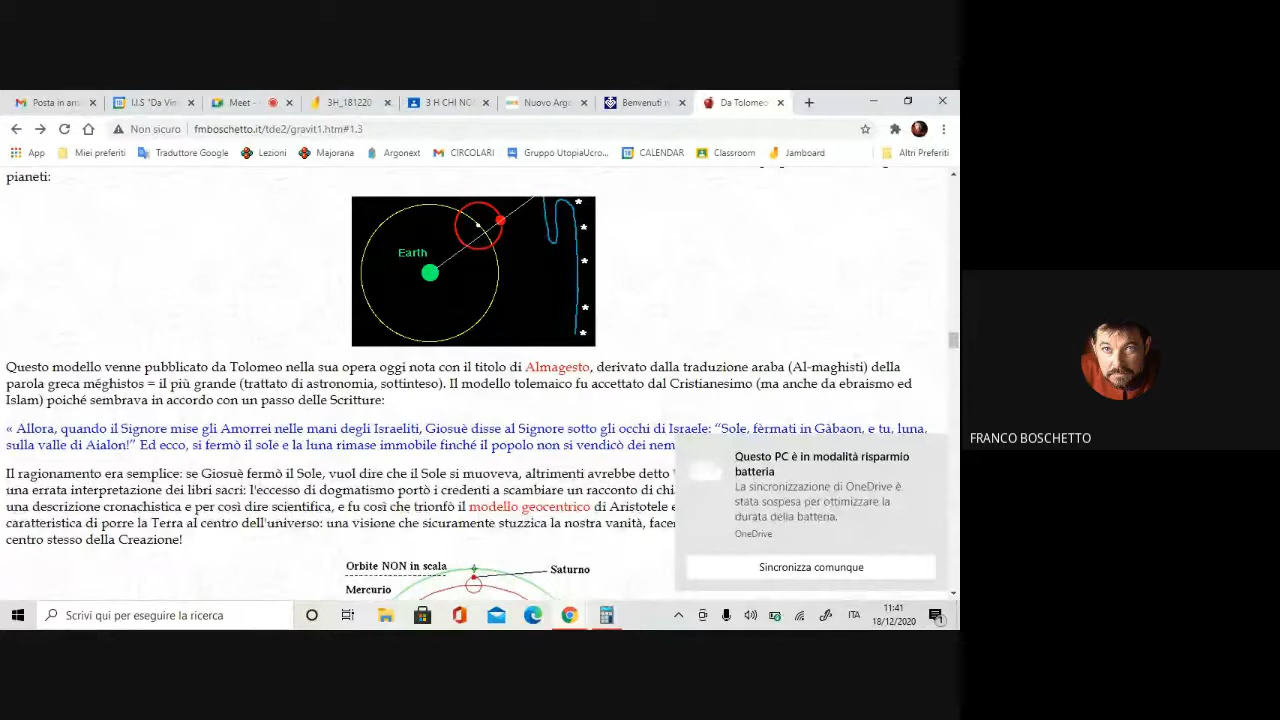 Posta in arri
I.I.S "Da Vin
Meet -
3H_181220
3 H CHI NO
Nuovo Argo
Benvenuti n
Da Tolomeo
Non sicuro
fmboschetto.it/tde2/gravit1.htm#1.3
App
Miei preferiti
Traduttore Google
Lezioni
Majorana
Argonext
CIRCOLARI
Gruppo UtopiaUcro...
CALENDAR
Classroom
Jamboard
Altri Preferiti
pianeti:
Earth
Questo modello venne pubblicato da Tolomeo nella sua opera oggi nota con il titolo di Almagesto, derivato dalla traduzione araba (Al-maghisti) della
parola greca méghistos = il più grande (trattato di astronomia, sottinteso). Il modello tolemaico fu accettato dal Cristianesimo (ma anche da ebraismo ed
Islam) poiché sembrava in accordo con un passo delle Scritture:
« Allora, quando il Signore mise gli Amorrei nelle mani degli Israeliti, Giosuè disse al Signore sotto gli occhi di Israele: “Sole, fèrmati in Gàbaon, e tu, luna,
sulla valle di Aialon!” Ed ecco, si fermò il sole e la luna rimase immobile finché il popolo non si vendicò dei nem
Il ragionamento era semplice: se Giosuè fermò il Sole, vuol dire che il Sole si muoveva, altrimenti avrebbe detto
una errata interpretazione dei libri sacri: l'eccesso di dogmatismo portò i credenti a scambiare un racconto di chi
una descrizione cronachistica e per così dire scientifica, e fu così che trionfò il modello geocentrico di Aristotele e
caratteristica di porre la Terra al centro dell'universo: una visione che sicuramente stuzzica la nostra vanità, face
centro stesso della Creazione!
Orbite NON in scala
Saturno
Mercurio
Questo PC è in modalità risparmio
batteria
La sincronizzazione di OneDrive è
stata sospesa per ottimizzare la
durata della batteria.
OneDrive
Sincronizza comunque
Scrivi qui per eseguire la ricerca
ITA
11:41
18/12/2020
1
FRANCO BOSCHETTO